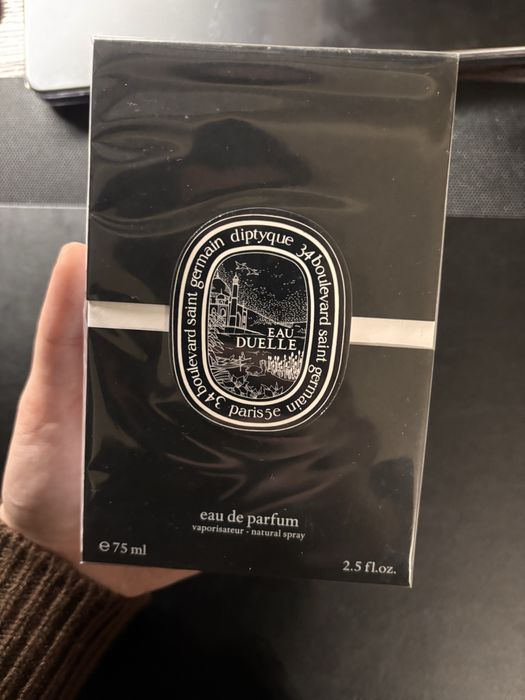 34 boulevard saint germain diptyque 34 boulevard saint germain paris 5e
EAU
DUELLE
eau de parfum
vaporisateur - natural spray
e 75 ml
2.5 fl.oz.